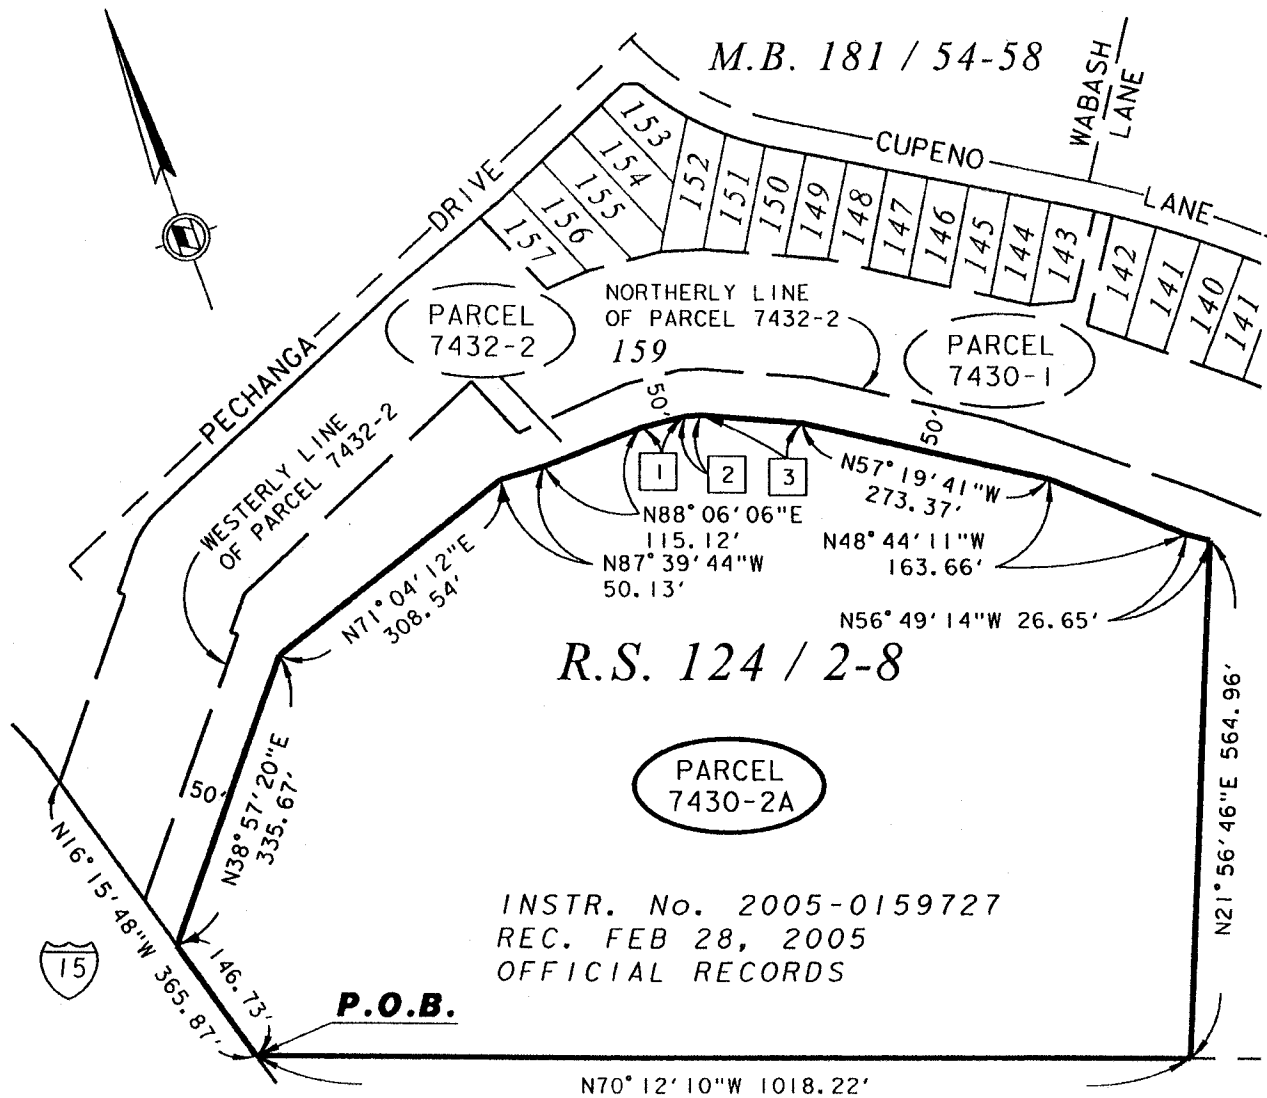 M.B. 181 / 54-58
WABASH
LANE
CUPENO
LANE
DRIVE
PECHANGA
153
154
155
156
157
152
151
150
149
148
147
146
145
144
143
142
141
140
141
PARCEL
7432-2
NORTHERLY LINE
OF PARCEL 7432-2
159
PARCEL
7430-1
WESTERLY LINE
OF PARCEL 7432-2
50'
50'
1
2
3
N57°19'41"W
273.37'
N88°06'06"E
115.12'
N48°44'11"W
163.66'
N87°39'44"W
50.13'
N71°04'12"E
308.54'
N56°49'14"W 26.65'
R.S. 124 / 2-8
N21°56'46"E 564.96'
PARCEL
7430-2A
50'
N38°57'20"E
335.67'
N16°15'48"W 365.87'
146.73'
INSTR. No. 2005-0159727
REC. FEB 28, 2005
OFFICIAL RECORDS
15
P.O.B.
N70°12'10"W 1018.22'